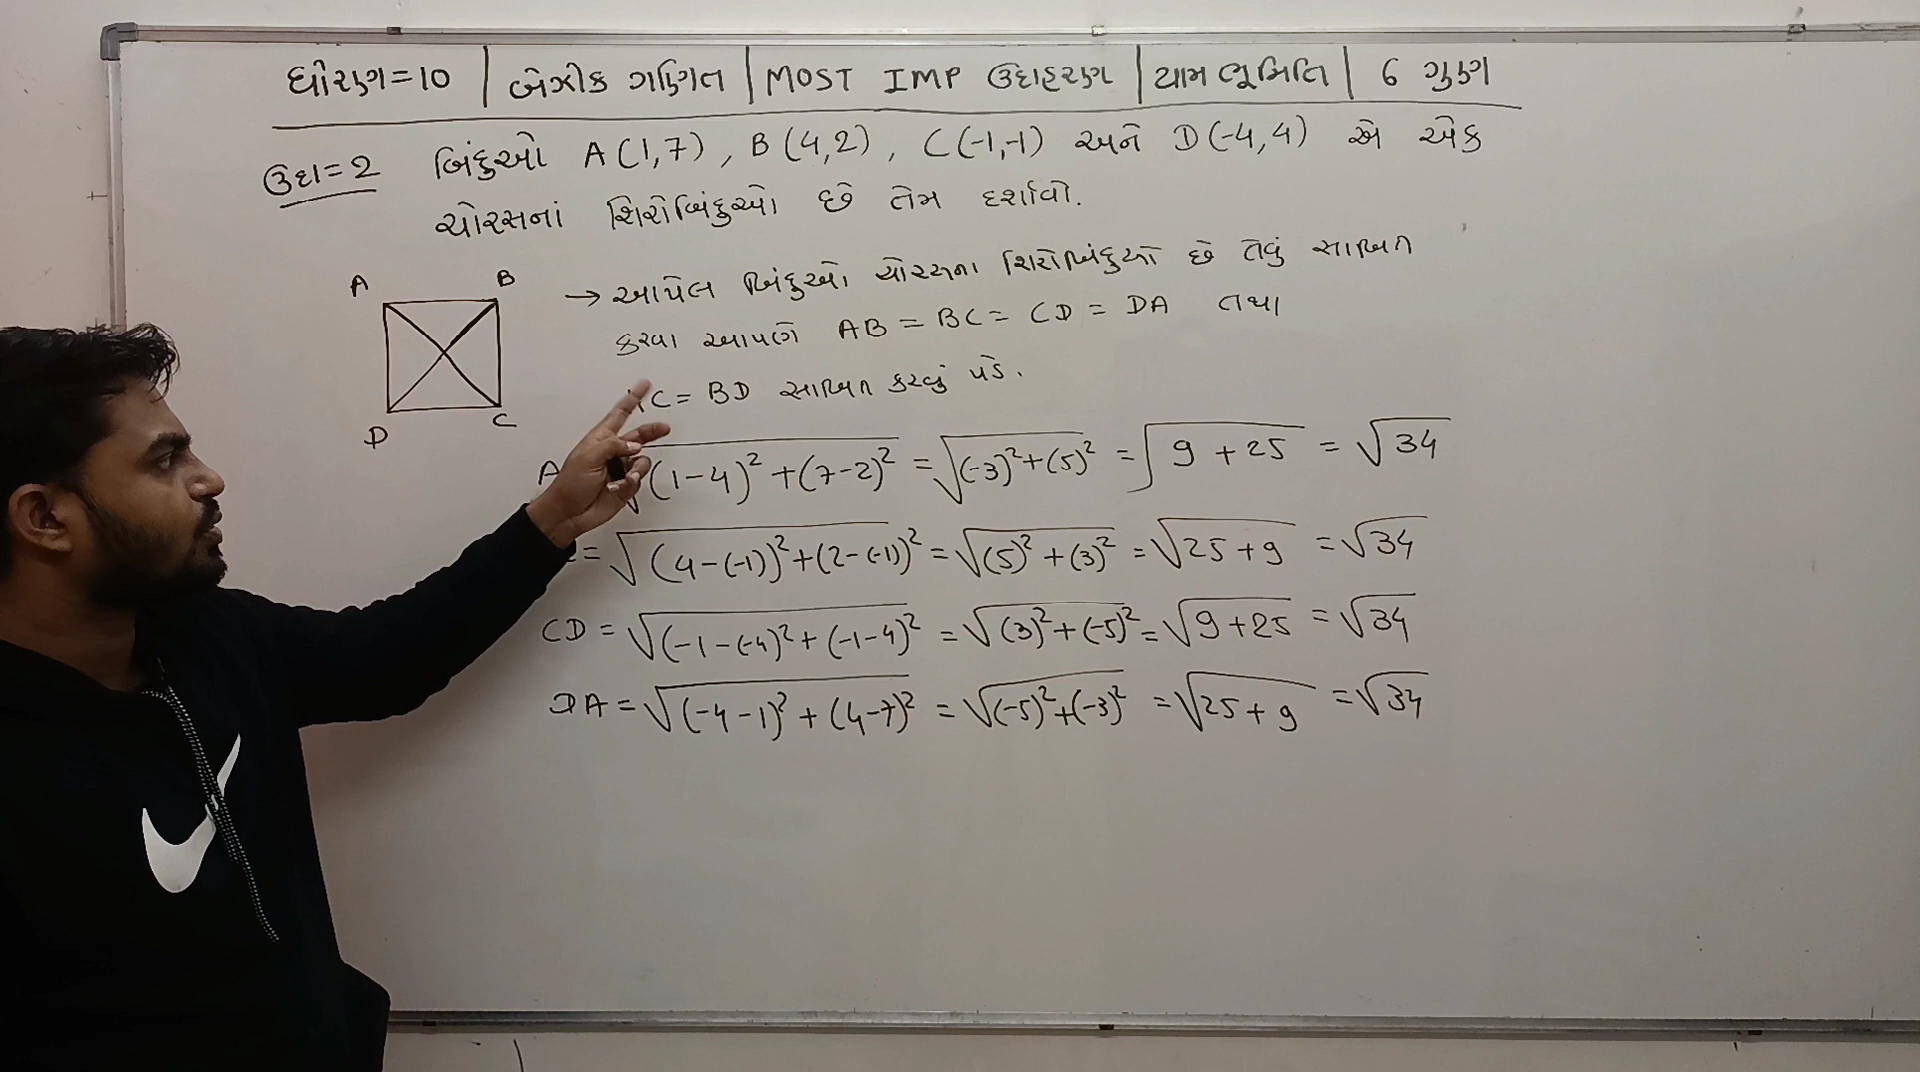 ધોરણ=10 | બેઝીક ગણિત | MOST IMP ઉદાહરણ | યામ ભૂમિતિ | 6 ગુણ
ઉદા=2 બિંદુઓ A(1,7), B(4,2), C(-1,-1) અને D(-4,4) એ એક
ચોરસનાં શિરોબિંદુઓ છે તેમ દર્શાવો.
A B
D C
→ આપેલ બિંદુઓ ચોરસના શિરોબિંદુઓ છે તેવું સાબિત
કરવા આપણે AB = BC = CD = DA તથા
C = BD સાબિત કરવું પડે.
A √(1-4)²+(7-2)² = √(-3)²+(5)² = √9+25 = √34
= √(4-(-1))²+(2-(-1))² = √(5)²+(3)² = √25+9 = √34
CD = √(-1-(-4)²+(-1-4)² = √(3)²+(-5)² = √9+25 = √34
DA = √(-4-1)²+(4-7)² = √(-5)²+(-3)² = √25+9 = √34